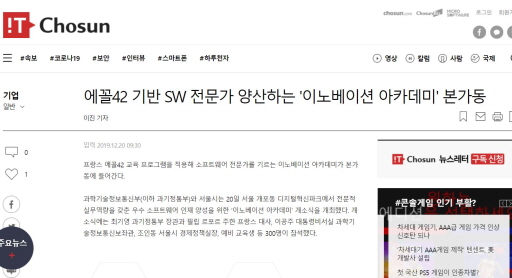 chosun.com Chosun 로그인
IT Chosun
#속보 #코로나19 #보안 #인터뷰 #스마트폰 #하루천자 영상 칼럼 사람 국제
기업
일반
에꼴42 기반 SW 전문가 양산하는 '이노베이션 아카데미' 본가동
이진 기자
입력 2019.12.20 09:30
0
1
프랑스 에꼴42 교육 프로그램을 적용해 소프트웨어 전문가를 기르는 이노베이션 아카데미가 본가
동에 들어간다.
과학기술정보통신부(이하 과기정통부)와 서울시는 20일 서울 개포동 디지털혁신파크에서 전문적
실무역량을 갖춘 우수 소프트웨어 인재 양성을 위한 '이노베이션 아카데미' 개소식을 개최했다. 개
소식에는 최기영 과기정통부 장관과 필립 르포르 주한 프랑스 대사, 이공주 대통령비서실 과학기
술정보통신보좌관, 조인동 서울시 경제정책실장, 예비 교육생 등 300명이 참석했다.
주요뉴스
+
IT Chosun 뉴스레터 구독 신청
#콘솔게임 인기 부활?
차세대 게임기, AAA급 게임 가격 인상
신호탄 되나
'차세대기 AAA게임 제작' 텐센트, 美
개발사 설립
첫 국산 PS5 게임이 인종차별?